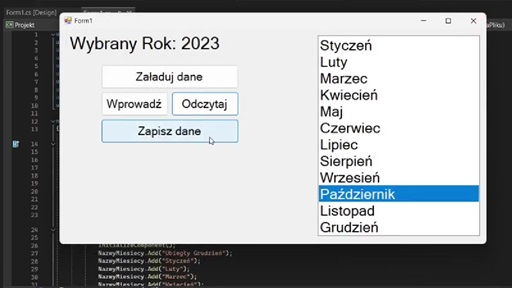 Form1.cs [Design]
Projekt
Form1
Wybrany Rok: 2023
Załaduj dane
Wprowadź
Odczytaj
Zapisz dane
Styczeń
Luty
Marzec
Kwiecień
Maj
Czerwiec
Lipiec
Sierpień
Wrzesień
Październik
Listopad
Grudzień
InitializeComponent();
NazwyMiesiecy.Add("Ubiegły Grudzień");
NazwyMiesiecy.Add("Styczeń");
NazwyMiesiecy.Add("Luty");
NazwyMiesiecy.Add("Marzec");
NazwyMiesiecy.Add("Kwiecień");